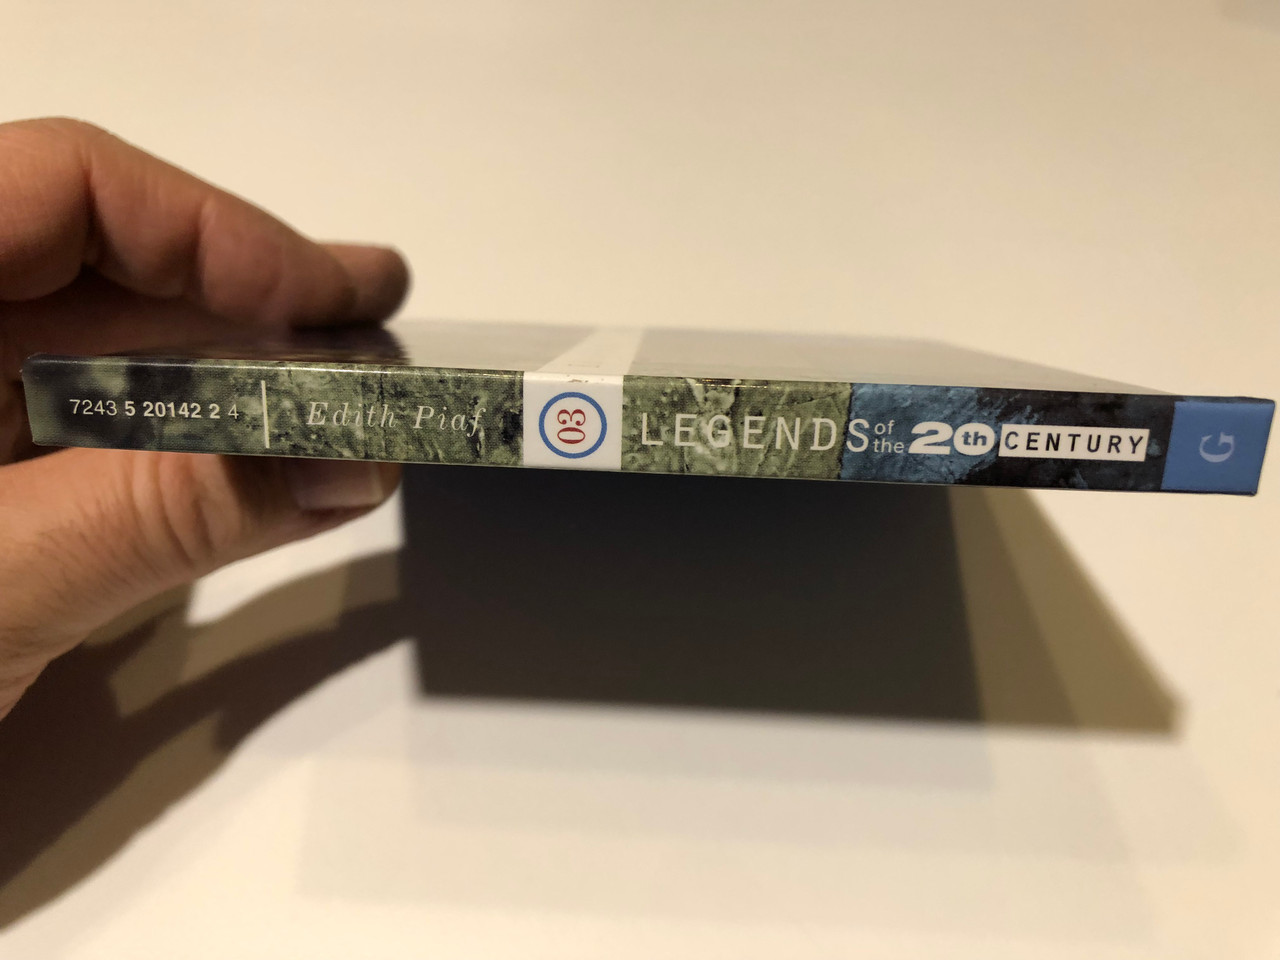 7243 5 20142 2 4
Edith Piaf
03
LEGENDS of the 20th CENTURY
G